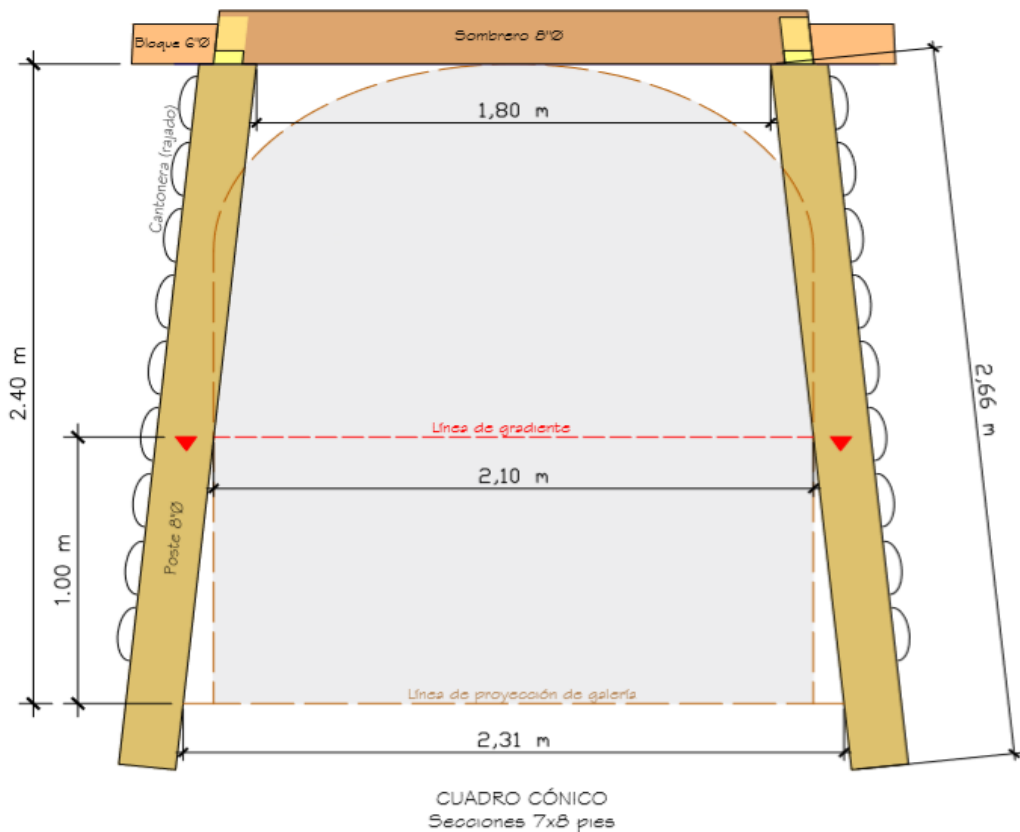 Bloque 6"Ø
Sombrero 8"Ø
Cantonera (rajado)
1,80 m
2.40 m
2,66 m
Línea de gradiente
2,10 m
1.00 m
Poste 8"Ø
Línea de proyección de galería
2,31 m
CUADRO CÓNICO
Secciones 7x8 pies